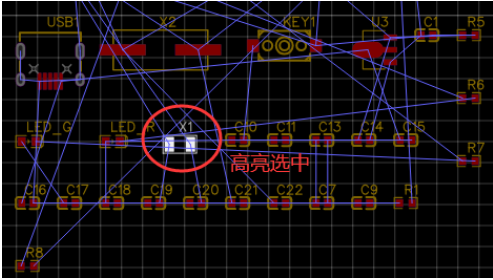 USB1 X2 KEY1 U3 C1 R5
R6
LED_G LED_R X1 C10 C11 C13 C14 C15
R7
高亮选中
C16 C17 C18 C19 C20 C21 C22 C7 C9 R1
R8